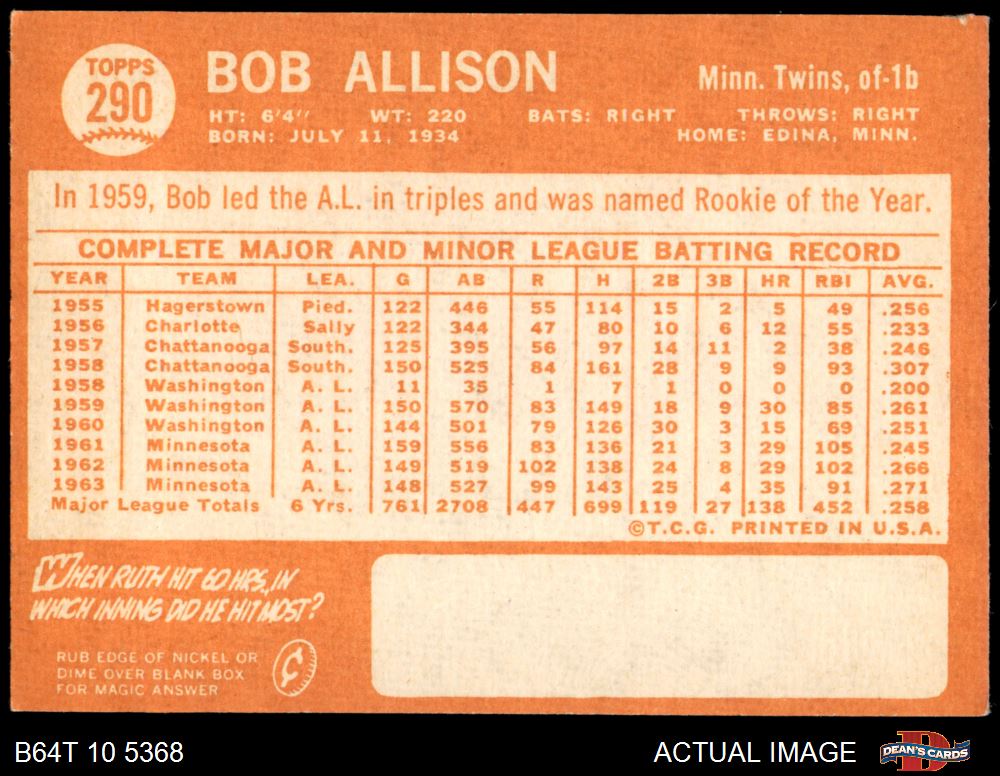 TOPPS
290
BOB ALLISON
Minn. Twins, of-1b
HT: 6'4" WT: 220 BATS: RIGHT THROWS: RIGHT
BORN: JULY 11, 1934 HOME: EDINA, MINN.
In 1959, Bob led the A.L. in triples and was named Rookie of the Year.
COMPLETE MAJOR AND MINOR LEAGUE BATTING RECORD
YEAR TEAM LEA. G AB R H 2B 3B HR RBI AVG.
1955 Hagerstown Pied. 122 446 55 114 15 2 5 49 .256
1956 Charlotte Sally 122 344 47 80 10 6 12 55 .233
1957 Chattanooga South. 125 395 56 97 14 11 2 38 .246
1958 Chattanooga South. 150 525 84 161 28 9 9 93 .307
1958 Washington A. L. 11 35 1 7 1 0 0 0 .200
1959 Washington A. L. 150 570 83 149 18 9 30 85 .261
1960 Washington A. L. 144 501 79 126 30 3 15 69 .251
1961 Minnesota A. L. 159 556 83 136 21 3 29 105 .245
1962 Minnesota A. L. 149 519 102 138 24 8 29 102 .266
1963 Minnesota A. L. 148 527 99 143 25 4 35 91 .271
Major League Totals 6 Yrs. 761 2708 447 699 119 27 138 452 .258
©T.C.G. PRINTED IN U.S.A.
WHEN RUTH HIT 60 HRS, IN
WHICH INNING DID HE HIT MOST?
RUB EDGE OF NICKEL OR
DIME OVER BLANK BOX
FOR MAGIC ANSWER
¢
B64T 10 5368
ACTUAL IMAGE
D
DEAN'S CARDS